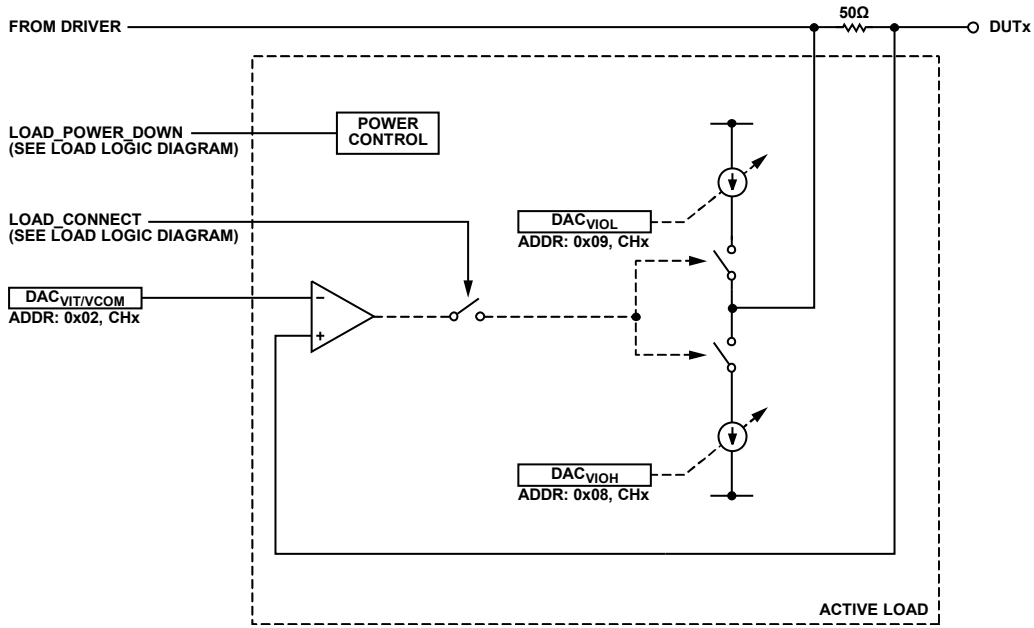 50Ω
FROM DRIVER
DUTx
LOAD_POWER_DOWN
(SEE LOAD LOGIC DIAGRAM)
POWER
CONTROL
LOAD_CONNECT
(SEE LOAD LOGIC DIAGRAM)
DACVIOL
ADDR: 0x09, CHx
DACVIT/VCOM
ADDR: 0x02, CHx
–
+
DACVIOH
ADDR: 0x08, CHx
ACTIVE LOAD